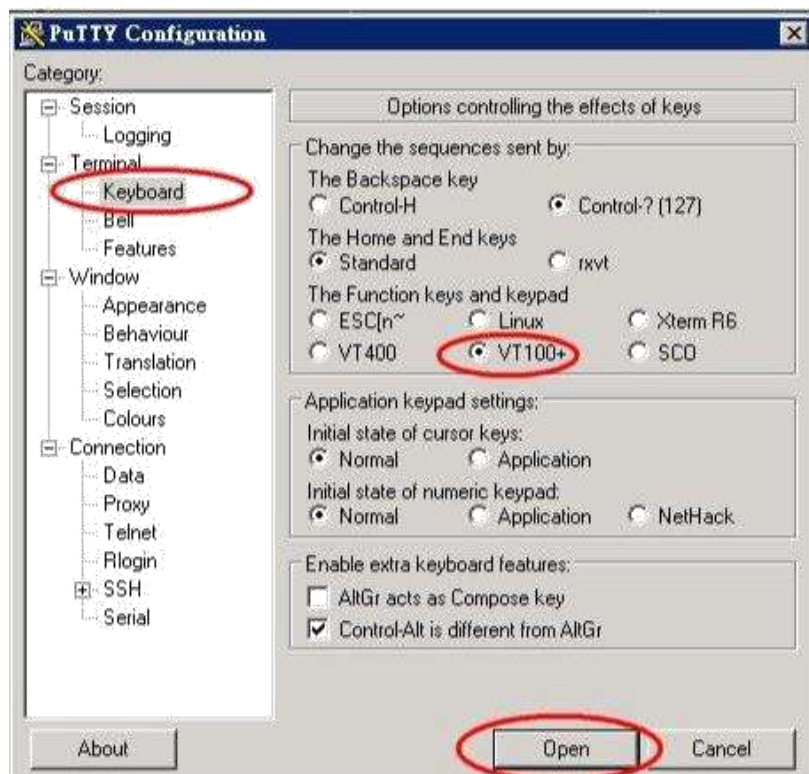 PuTTY Configuration
Category:
Session
Logging
Terminal
Keyboard
Bell
Features
Window
Appearance
Behaviour
Translation
Selection
Colours
Connection
Data
Proxy
Telnet
Rlogin
SSH
Serial
Options controlling the effects of keys
Change the sequences sent by:
The Backspace key
Control-H Control-? (127)
The Home and End keys
Standard rxvt
The Function keys and keypad
ESC[n~ Linux Xterm R6
VT400 VT100+ SCO
Application keypad settings:
Initial state of cursor keys:
Normal Application
Initial state of numeric keypad:
Normal Application NetHack
Enable extra keyboard features:
AltGr acts as Compose key
Control-Alt is different from AltGr
About Open Cancel